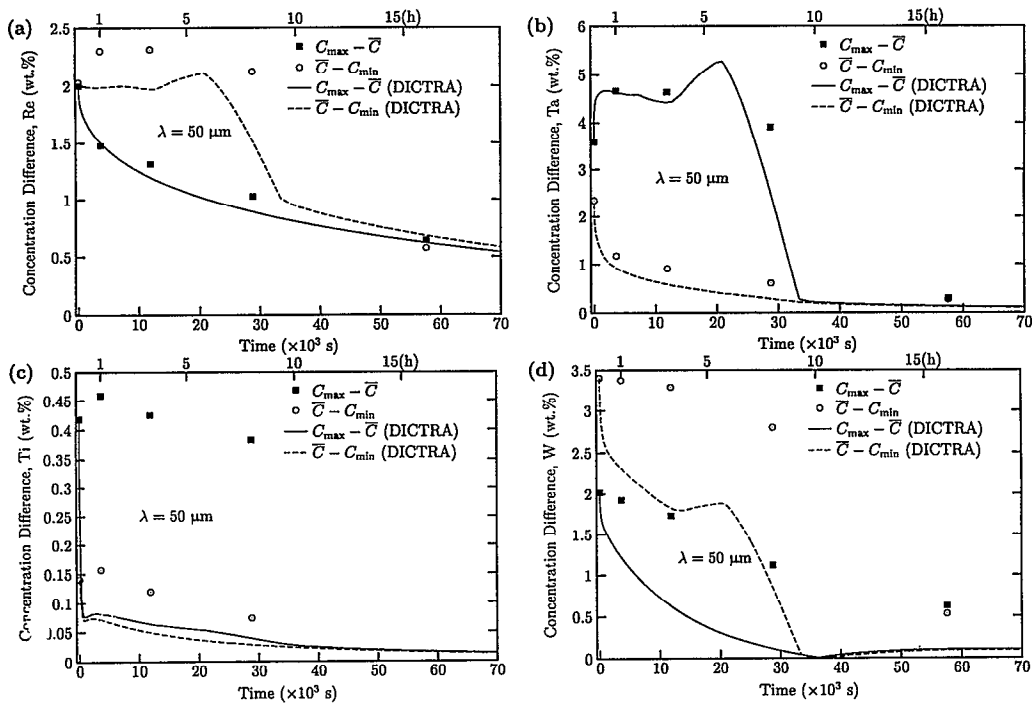 (a)
1 5 10 15(h)
Concentration Difference, Re (wt.%)
2.5
2
1.5
1
0.5
0
C_max − C̅
C̅ − C_min
C_max − C̅ (DICTRA)
C̅ − C_min (DICTRA)
λ = 50 μm
0 10 20 30 40 50 60 70
Time (×10³ s)
(b)
1 5 10 15(h)
Concentration Difference, Ta (wt.%)
6
5
4
3
2
1
0
C_max − C̅
C̅ − C_min
C_max − C̅ (DICTRA)
C̅ − C_min (DICTRA)
λ = 50 μm
0 10 20 30 40 50 60 70
Time (×10³ s)
(c)
1 5 10 15(h)
Concentration Difference, Ti (wt.%)
0.5
0.45
0.4
0.35
0.3
0.25
0.2
0.15
0.1
0.05
0
C_max − C̅
C̅ − C_min
C_max − C̅ (DICTRA)
C̅ − C_min (DICTRA)
λ = 50 μm
0 10 20 30 40 50 60 70
Time (×10³ s)
(d)
1 5 10 15(h)
Concentration Difference, W (wt.%)
3.5
3
2.5
2
1.5
1
0.5
0
C_max − C̅
C̅ − C_min
C_max − C̅ (DICTRA)
C̅ − C_min (DICTRA)
λ = 50 μm
0 10 20 30 40 50 60 70
Time (×10³ s)